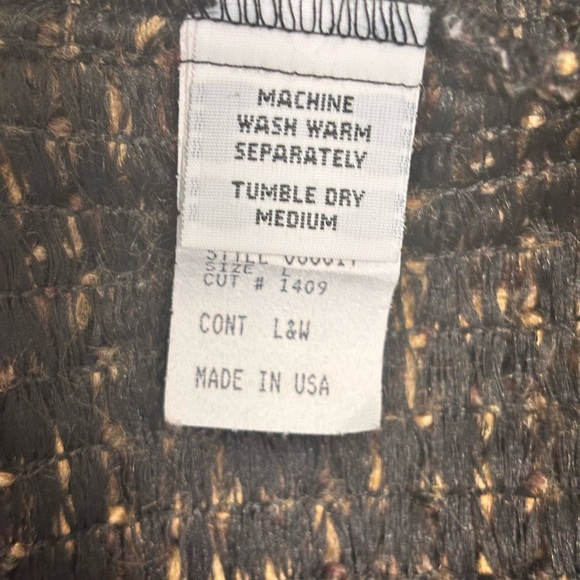 MACHINE
WASH WARM
SEPARATELY
TUMBLE DRY
MEDIUM
SIZE L
CUT # 1409
CONT L&W
MADE IN USA